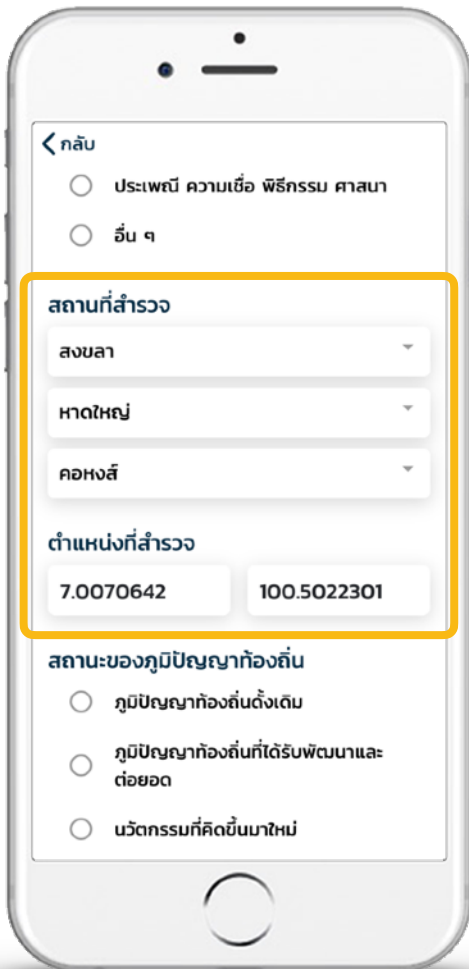 กลับ
ประเพณี ความเชื่อ พิธีกรรม ศาสนา
อื่น ๆ
สถานที่สำรวจ
สงขลา
หาดใหญ่
คอหงส์
ตำแหน่งที่สำรวจ
7.0070642 100.5022301
สถานะของภูมิปัญญาท้องถิ่น
ภูมิปัญญาท้องถิ่นดั้งเดิม
ภูมิปัญญาท้องถิ่นที่ได้รับพัฒนาและ
ต่อยอด
นวัตกรรมที่คิดขึ้นมาใหม่